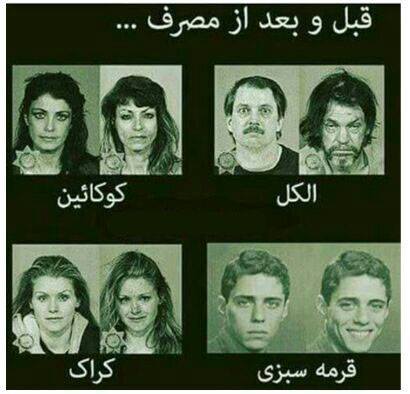 قبل و بعد از مصرف ...
الکل
کوکائین
قرمه سبزی
کراک